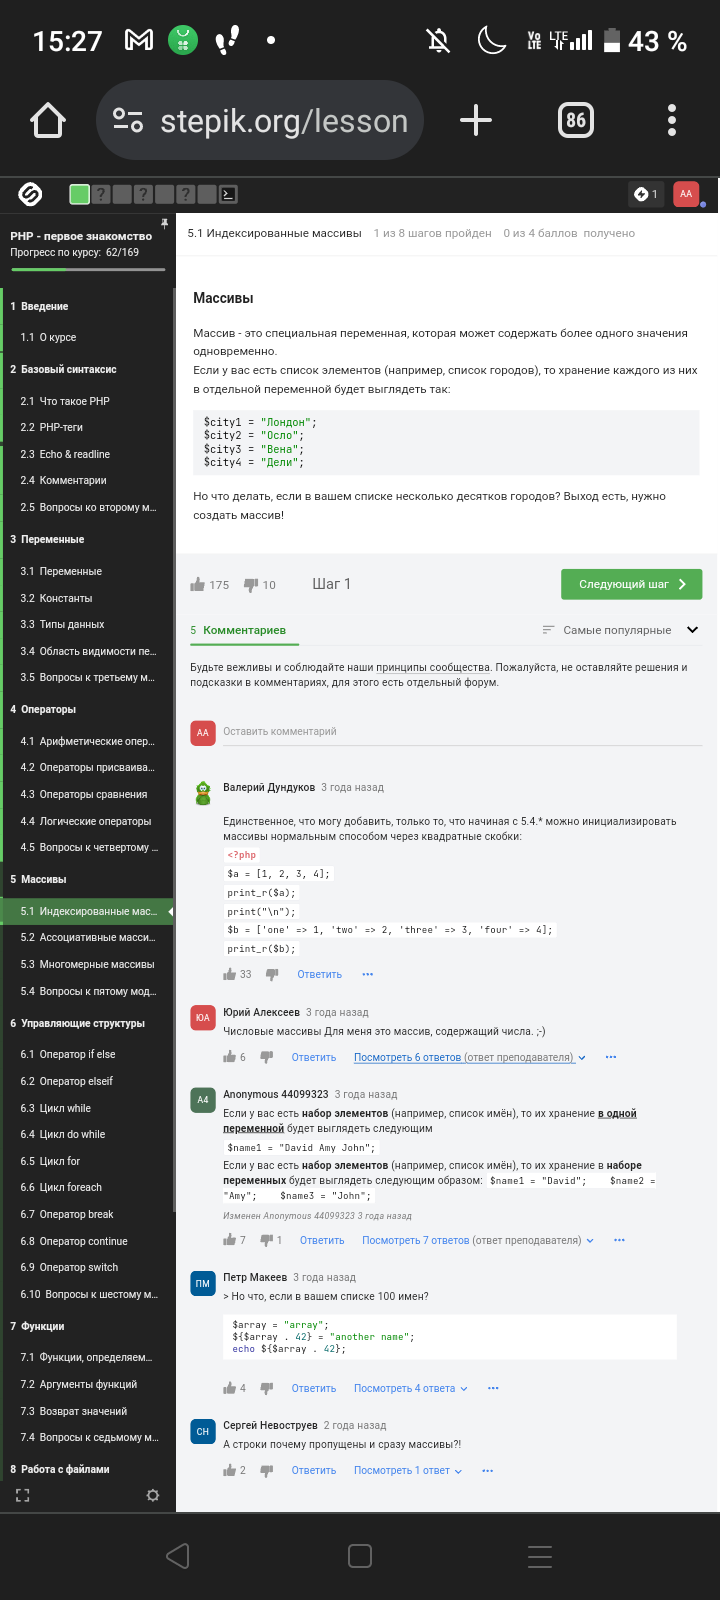 15:27
Vo LTE
LTE
43 %
stepik.org/lesson
86
?
?
?
1
AA
PHP - первое знакомство
Прогресс по курсу: 62/169
1 Введение
1.1 О курсе
2 Базовый синтаксис
2.1 Что такое PHP
2.2 PHP-теги
2.3 Echo & readline
2.4 Комментарии
2.5 Вопросы ко второму м...
3 Переменные
3.1 Переменные
3.2 Константы
3.3 Типы данных
3.4 Область видимости пе...
3.5 Вопросы к третьему м...
4 Операторы
4.1 Арифметические опер...
4.2 Операторы присваива...
4.3 Операторы сравнения
4.4 Логические операторы
4.5 Вопросы к четвертому ...
5 Массивы
5.1 Индексированные мас...
5.2 Ассоциативные масси...
5.3 Многомерные массивы
5.4 Вопросы к пятому мод...
6 Управляющие структуры
6.1 Оператор if else
6.2 Оператор elseif
6.3 Цикл while
6.4 Цикл do while
6.5 Цикл for
6.6 Цикл foreach
6.7 Оператор break
6.8 Оператор continue
6.9 Оператор switch
6.10 Вопросы к шестому м...
7 Функции
7.1 Функции, определяем...
7.2 Аргументы функций
7.3 Возврат значений
7.4 Вопросы к седьмому м...
8 Работа с файлами
5.1 Индексированные массивы 1 из 8 шагов пройден 0 из 4 баллов получено
Массивы
Массив - это специальная переменная, которая может содержать более одного значения
одновременно.
Если у вас есть список элементов (например, список городов), то хранение каждого из них
в отдельной переменной будет выглядеть так:
$city1 = "Лондон";
$city2 = "Осло";
$city3 = "Вена";
$city4 = "Дели";
Но что делать, если в вашем списке несколько десятков городов? Выход есть, нужно
создать массив!
175 10 Шаг 1 Следующий шаг
5 Комментариев Самые популярные
Будьте вежливы и соблюдайте наши принципы сообщества. Пожалуйста, не оставляйте решения и
подсказки в комментариях, для этого есть отдельный форум.
AA Оставить комментарий
Валерий Дундуков 3 года назад
Единственное, что могу добавить, только то, что начиная с 5.4.* можно инициализировать
массивы нормальным способом через квадратные скобки:
<?php
$a = [1, 2, 3, 4];
print_r($a);
print("\n");
$b = ['one' => 1, 'two' => 2, 'three' => 3, 'four' => 4];
print_r($b);
33 Ответить ...
ЮА Юрий Алексеев 3 года назад
Числовые массивы Для меня это массив, содержащий числа. ;-)
6 Ответить Посмотреть 6 ответов (ответ преподавателя) ...
A4 Anonymous 44099323 3 года назад
Если у вас есть набор элементов (например, список имён), то их хранение в одной
переменной будет выглядеть следующим
$name1 = "David Amy John";
Если у вас есть набор элементов (например, список имён), то их хранение в наборе
переменных будет выглядеть следующим образом: $name1 = "David"; $name2 =
"Amy"; $name3 = "John";
Изменен Anonymous 44099323 3 года назад
7 1 Ответить Посмотреть 7 ответов (ответ преподавателя) ...
ПМ Петр Макеев 3 года назад
> Но что, если в вашем списке 100 имен?
$array = "array";
${$array . 42} = "another name";
echo ${$array . 42};
4 Ответить Посмотреть 4 ответа ...
СН Сергей Невоструев 2 года назад
А строки почему пропущены и сразу массивы?!
2 Ответить Посмотреть 1 ответ ...